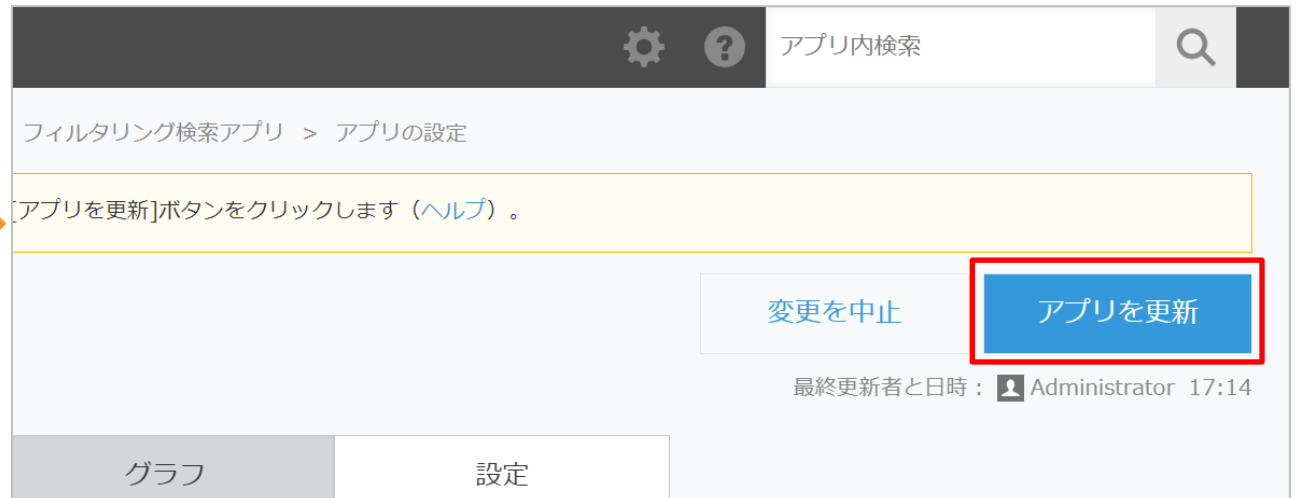 アプリ内検索
フィルタリング検索アプリ > アプリの設定
[アプリを更新]ボタンをクリックします（ヘルプ）。
変更を中止
アプリを更新
最終更新者と日時： Administrator 17:14
グラフ
設定